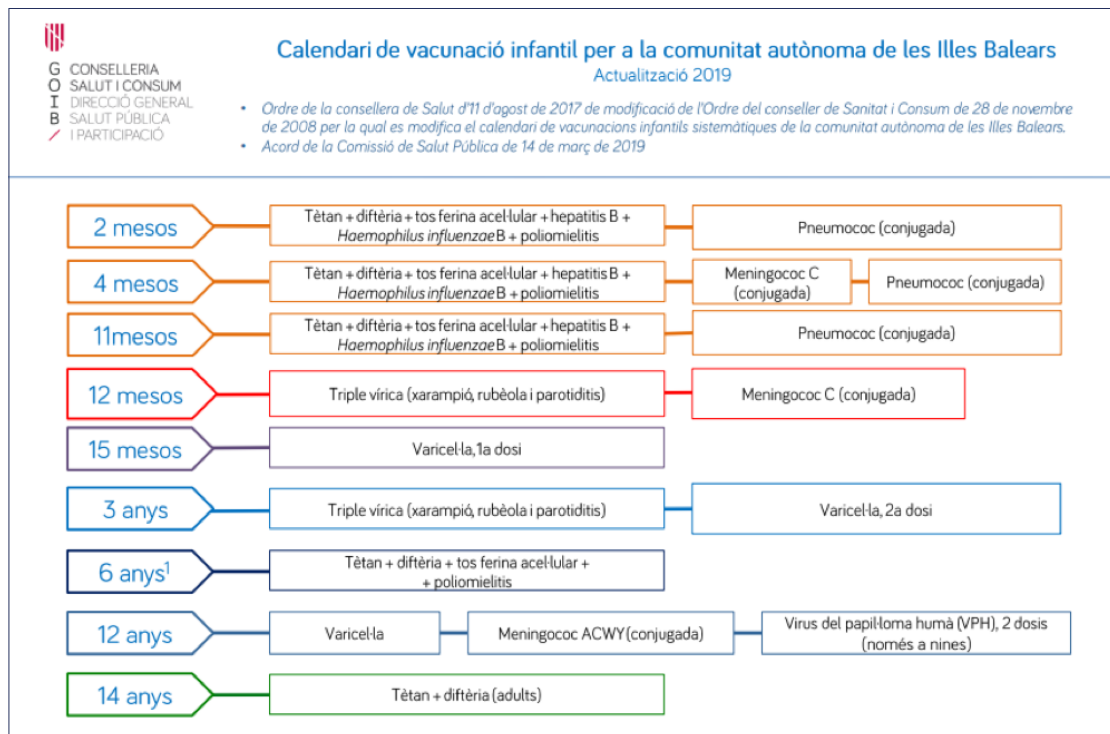 G CONSELLERIA
O SALUT I CONSUM
I DIRECCIÓ GENERAL
B SALUT PÚBLICA
/ I PARTICIPACIÓ
Calendari de vacunació infantil per a la comunitat autònoma de les Illes Balears
Actualització 2019
• Ordre de la consellera de Salut d'11 d'agost de 2017 de modificació de l'Ordre del conseller de Sanitat i Consum de 28 de novembre
de 2008 per la qual es modifica el calendari de vacunacions infantils sistemàtiques de la comunitat autònoma de les Illes Balears.
• Acord de la Comissió de Salut Pública de 14 de març de 2019
2 mesos
Tètan + diftèria + tos ferina acel·lular + hepatitis B +
Haemophilus influenzae B + poliomielitis
Pneumococ (conjugada)
4 mesos
Tètan + diftèria + tos ferina acel·lular + hepatitis B +
Haemophilus influenzae B + poliomielitis
Meningococ C
(conjugada)
Pneumococ (conjugada)
11mesos
Tètan + diftèria + tos ferina acel·lular + hepatitis B +
Haemophilus influenzae B + poliomielitis
Pneumococ (conjugada)
12 mesos
Triple vírica (xarampió, rubèola i parotiditis)
Meningococ C (conjugada)
15 mesos
Varicel·la, 1a dosi
3 anys
Triple vírica (xarampió, rubèola i parotiditis)
Varicel·la, 2a dosi
6 anys¹
Tètan + diftèria + tos ferina acel·lular +
+ poliomielitis
12 anys
Varicel·la
Meningococ ACWY (conjugada)
Virus del papil·loma humà (VPH), 2 dosis
(només a nines)
14 anys
Tètan + diftèria (adults)